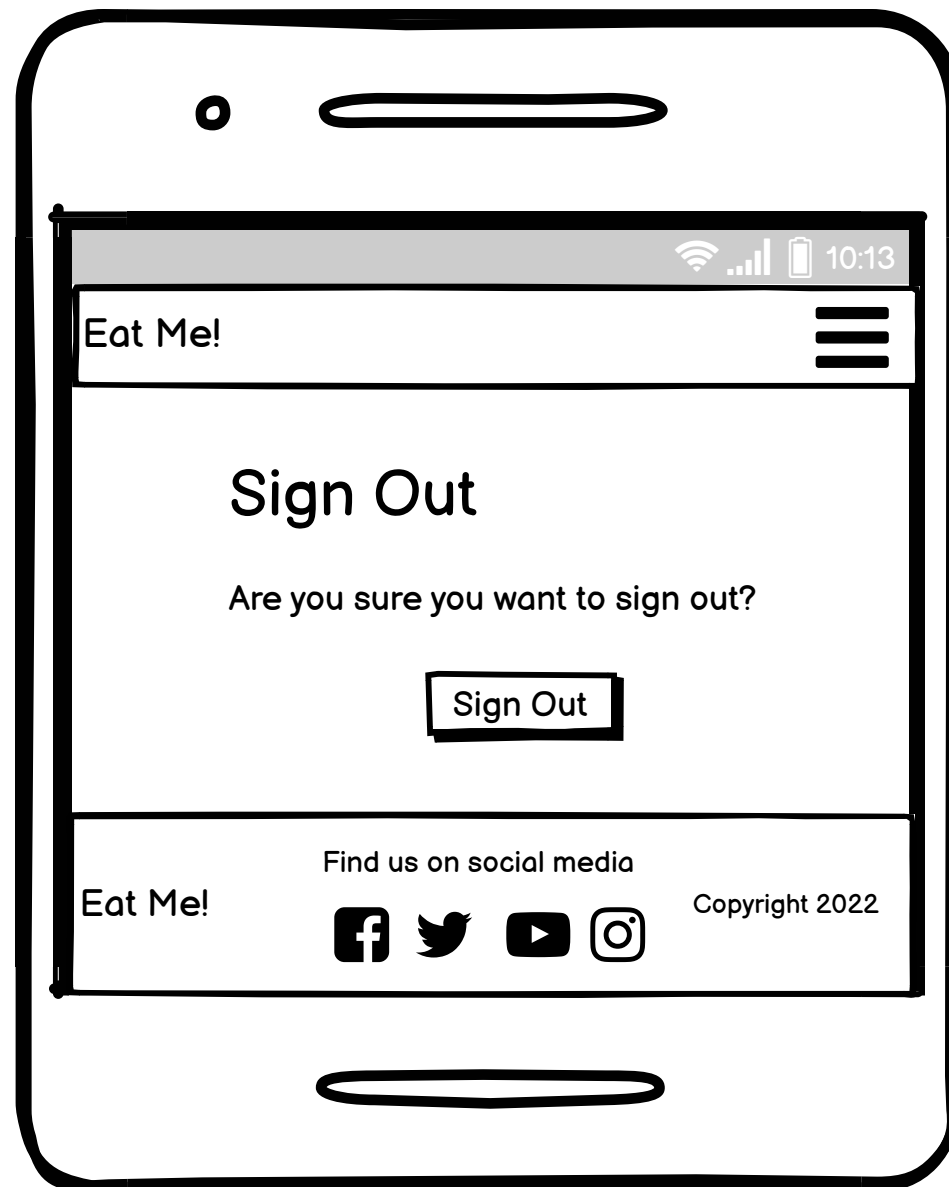 10:13
Eat Me!
Sign Out
Are you sure you want to sign out?
Sign Out
Find us on social media
Eat Me!
Copyright 2022